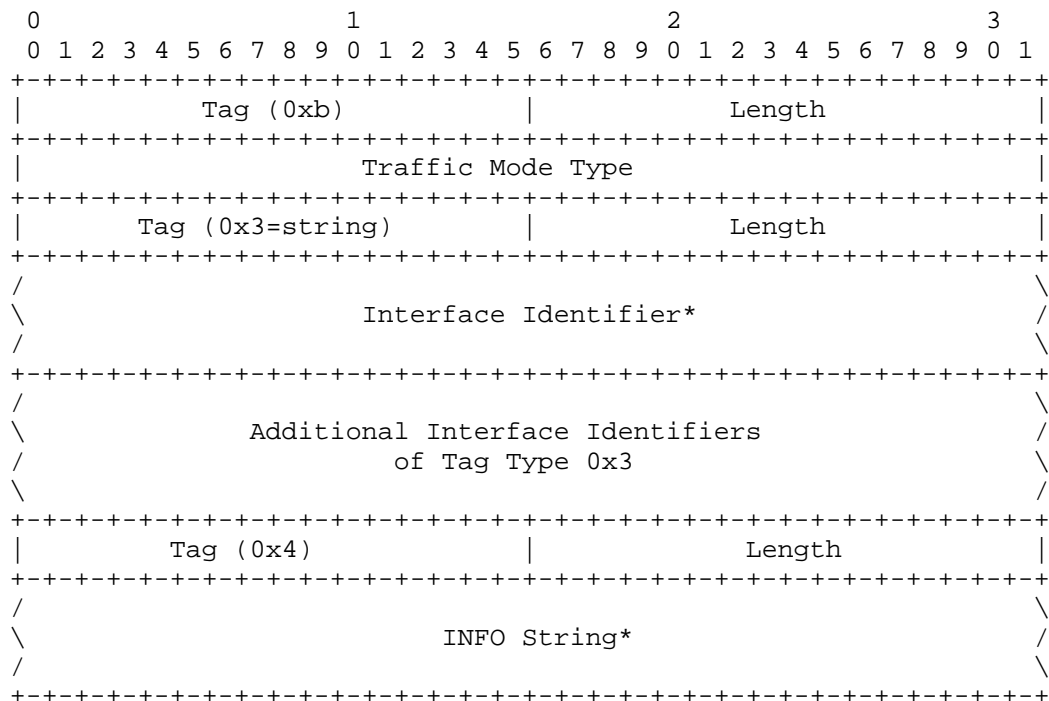 0                   1                   2                   3
 0 1 2 3 4 5 6 7 8 9 0 1 2 3 4 5 6 7 8 9 0 1 2 3 4 5 6 7 8 9 0 1
+-+-+-+-+-+-+-+-+-+-+-+-+-+-+-+-+-+-+-+-+-+-+-+-+-+-+-+-+-+-+-+-+
|           Tag (0xb)           |            Length             |
+-+-+-+-+-+-+-+-+-+-+-+-+-+-+-+-+-+-+-+-+-+-+-+-+-+-+-+-+-+-+-+-+
|                     Traffic Mode Type                         |
+-+-+-+-+-+-+-+-+-+-+-+-+-+-+-+-+-+-+-+-+-+-+-+-+-+-+-+-+-+-+-+-+
|       Tag (0x3=string)        |            Length             |
+-+-+-+-+-+-+-+-+-+-+-+-+-+-+-+-+-+-+-+-+-+-+-+-+-+-+-+-+-+-+-+-+
/                                                               \
\                     Interface Identifier*                     /
/                                                               \
+-+-+-+-+-+-+-+-+-+-+-+-+-+-+-+-+-+-+-+-+-+-+-+-+-+-+-+-+-+-+-+-+
/                                                               \
\              Additional Interface Identifiers                 /
/                       of Tag Type 0x3                         \
\                                                               /
+-+-+-+-+-+-+-+-+-+-+-+-+-+-+-+-+-+-+-+-+-+-+-+-+-+-+-+-+-+-+-+-+
|         Tag (0x4)             |             Length            |
+-+-+-+-+-+-+-+-+-+-+-+-+-+-+-+-+-+-+-+-+-+-+-+-+-+-+-+-+-+-+-+-+
/                                                               \
\                          INFO String*                         /
/                                                               \
+-+-+-+-+-+-+-+-+-+-+-+-+-+-+-+-+-+-+-+-+-+-+-+-+-+-+-+-+-+-+-+-+